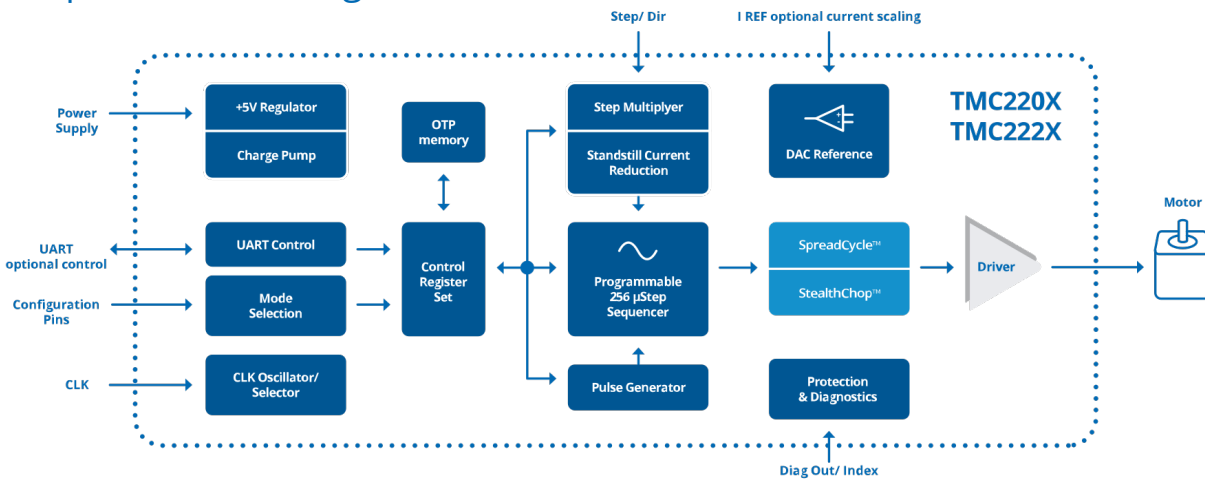 Step/ Dir
I REF optional current scaling
TMC220X
TMC222X
Power
Supply
+5V Regulator
Charge Pump
OTP
memory
Step Multiplyer
Standstill Current
Reduction
DAC Reference
Motor
UART
optional control
UART Control
Control
Register
Set
Programmable
256 µStep
Sequencer
SpreadCycle™
StealthChop™
Driver
Configuration
Pins
Mode
Selection
CLK
CLK Oscillator/
Selector
Pulse Generator
Protection
& Diagnostics
Diag Out/ Index